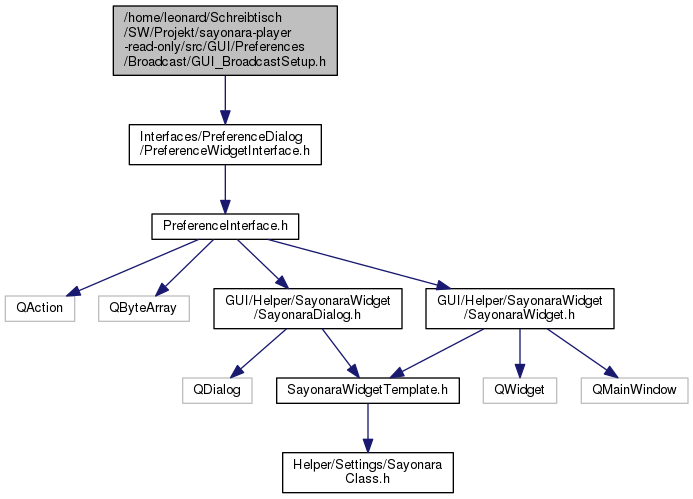 /home/leonard/Schreibtisch
/SW/Projekt/sayonara-player
-read-only/src/GUI/Preferences
/Broadcast/GUI_BroadcastSetup.h
Interfaces/PreferenceDialog
/PreferenceWidgetInterface.h
PreferenceInterface.h
QAction
QByteArray
GUI/Helper/SayonaraWidget
/SayonaraDialog.h
GUI/Helper/SayonaraWidget
/SayonaraWidget.h
QDialog
SayonaraWidgetTemplate.h
QWidget
QMainWindow
Helper/Settings/Sayonara
Class.h